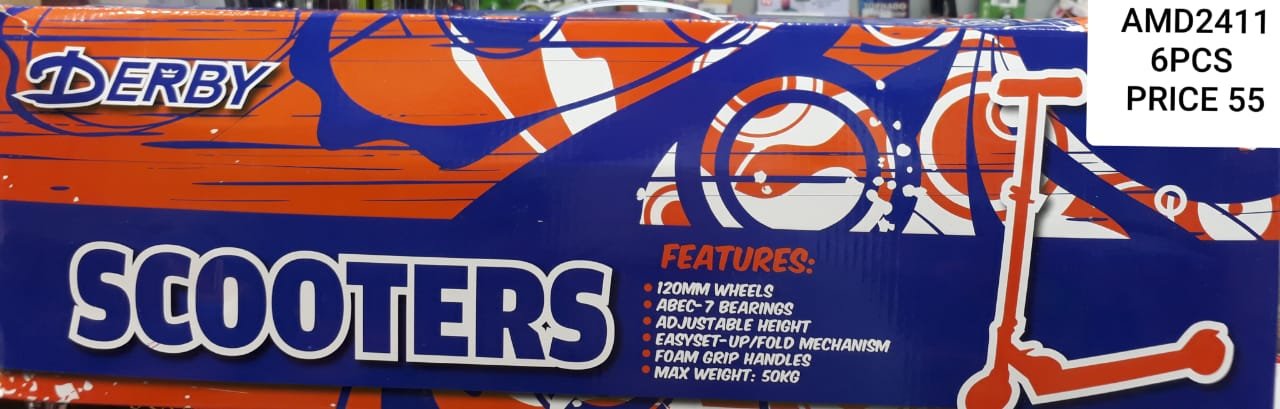 DERBY
AMD2411
6PCS
PRICE 55
SCOOTERS
FEATURES:
• 120MM WHEELS
• ABEC-7 BEARINGS
• ADJUSTABLE HEIGHT
• EASYSET-UP/FOLD MECHANISM
• FOAM GRIP HANDLES
• MAX WEIGHT: 50KG